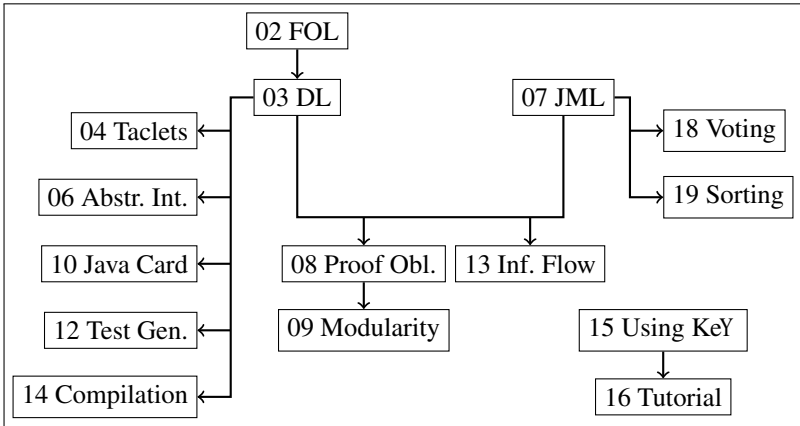 02 FOL
03 DL
07 JML
04 Taclets
18 Voting
06 Abstr. Int.
19 Sorting
10 Java Card
08 Proof Obl.
13 Inf. Flow
12 Test Gen.
09 Modularity
15 Using KeY
14 Compilation
16 Tutorial